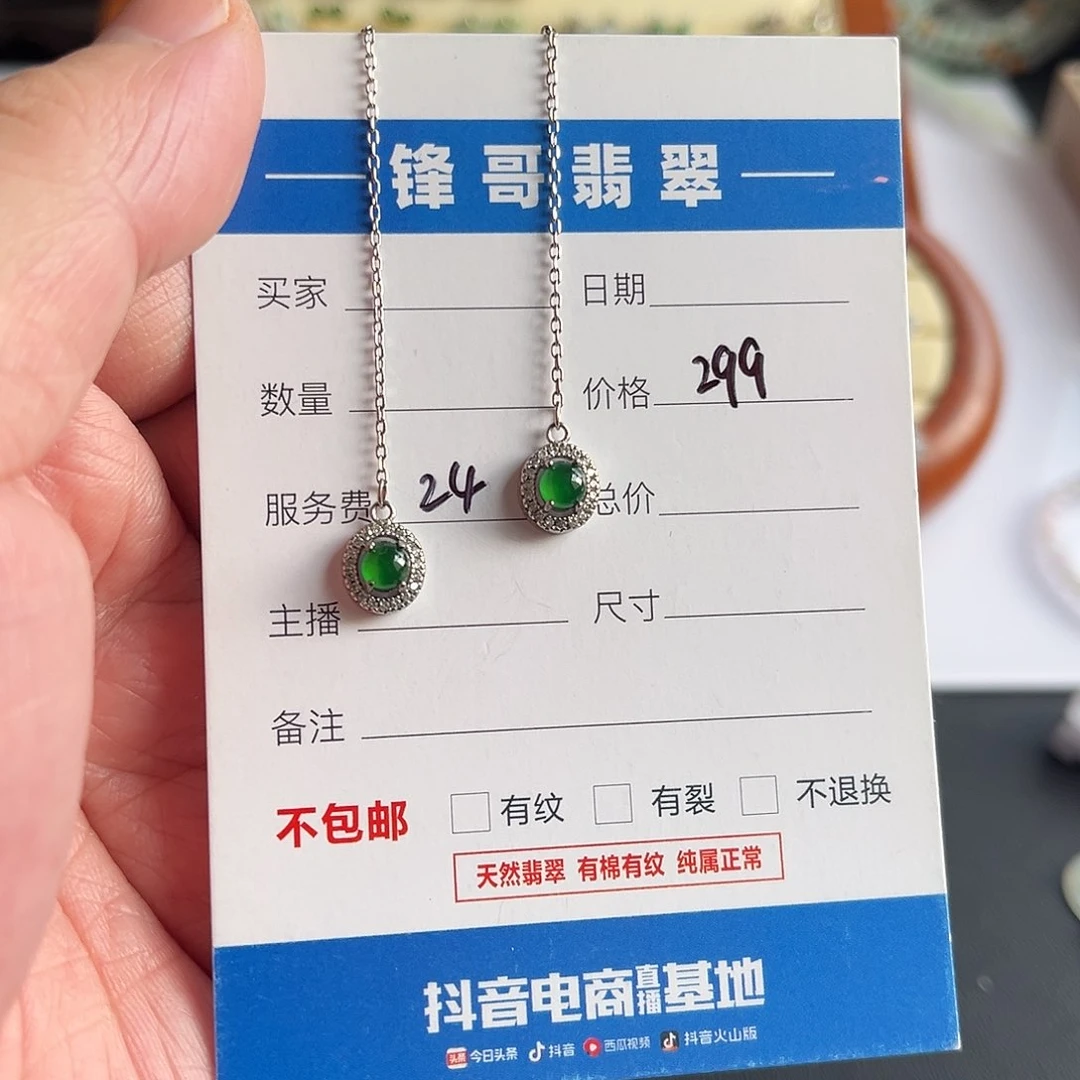 锋哥翡翠
买家 日期
数量 价格 299
服务费 24 总价
主播 尺寸
备注
不包邮 有纹 有裂 不退换
天然翡翠 有棉有纹 纯属正常
抖音电商直播基地
头条 今日头条 抖音 西瓜视频 抖音火山版